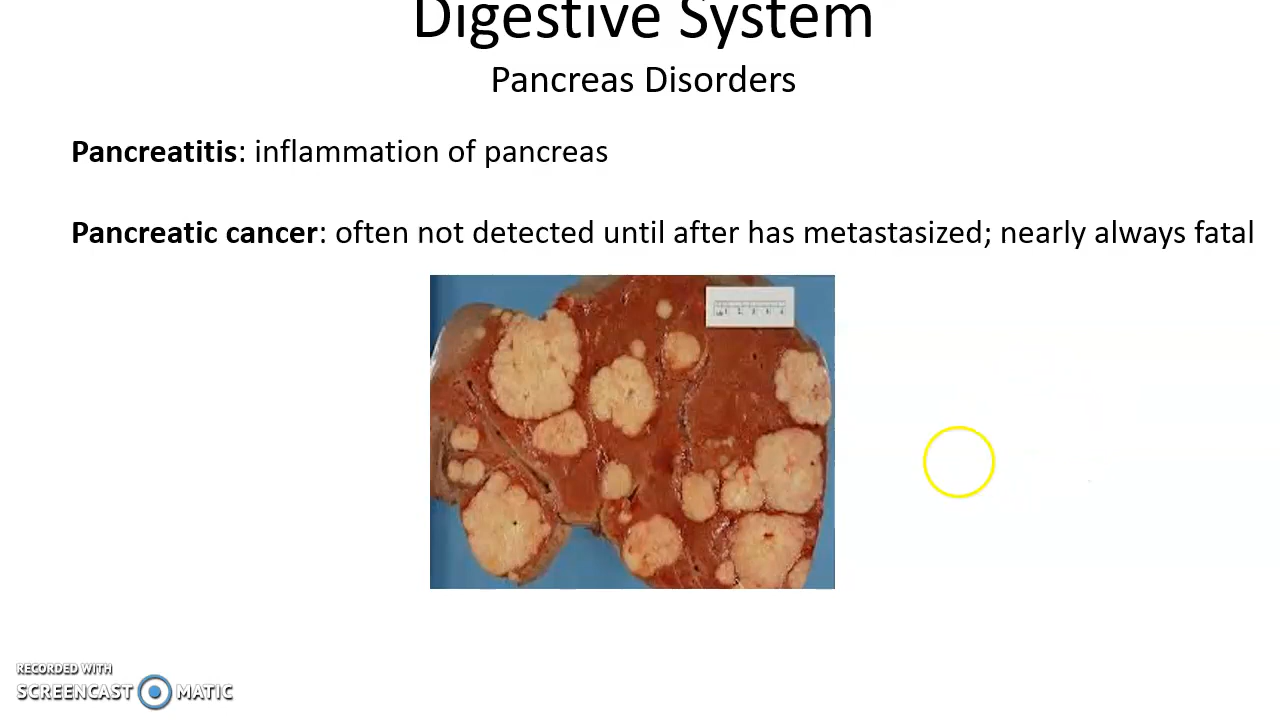 Digestive System
Pancreas Disorders
Pancreatitis: inflammation of pancreas
Pancreatic cancer: often not detected until after has metastasized; nearly always fatal
RECORDED WITH
SCREENCAST MATIC